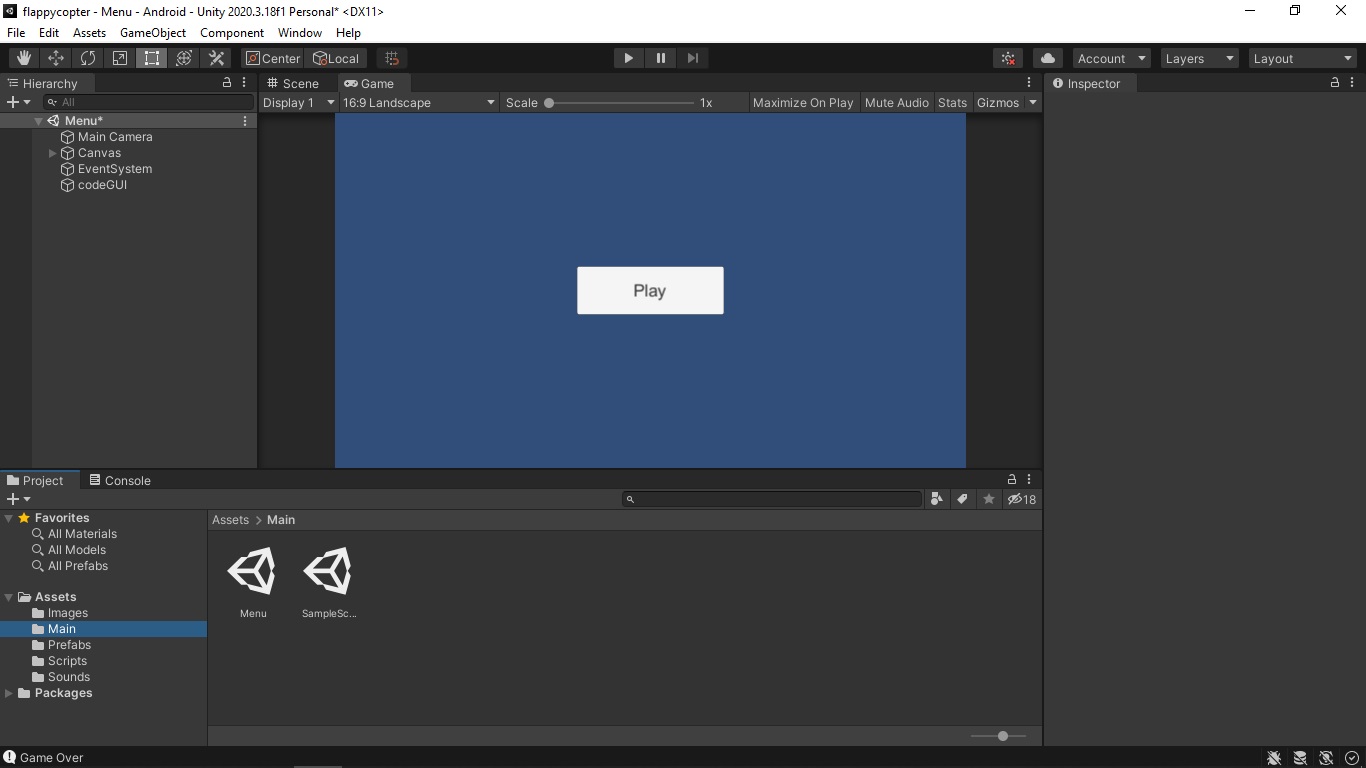 flappycopter - Menu - Android - Unity 2020.3.18f1 Personal* <DX11>
File Edit Assets GameObject Component Window Help
Center Local Account Layers Layout
Hierarchy
All
Menu*
Main Camera
Canvas
EventSystem
codeGUI
Scene Game
Display 1 16:9 Landscape Scale 1x Maximize On Play Mute Audio Stats Gizmos
Play
Inspector
Project Console
18
Favorites
All Materials
All Models
All Prefabs
Assets
Images
Main
Prefabs
Scripts
Sounds
Packages
Assets > Main
Menu SampleSc...
Game Over